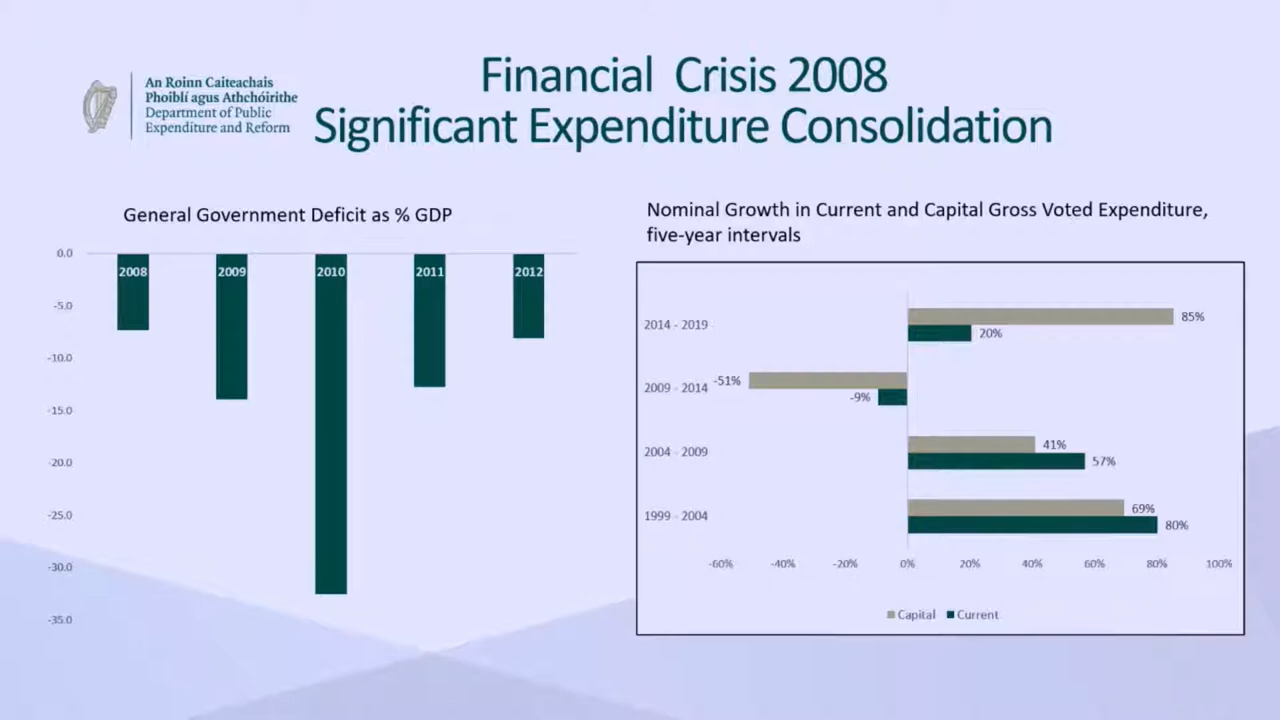 An Roinn Caiteachais
Phoiblí agus Athchóirithe
Department of Public
Expenditure and Reform
Financial Crisis 2008
Significant Expenditure Consolidation
General Government Deficit as % GDP
0.0
-5.0
-10.0
-15.0
-20.0
-25.0
-30.0
-35.0
2008
2009
2010
2011
2012
Nominal Growth in Current and Capital Gross Voted Expenditure,
five-year intervals
2014 - 2019
85%
20%
2009 - 2014
-51%
-9%
2004 - 2009
41%
57%
1999 - 2004
69%
80%
-60%
-40%
-20%
0%
20%
40%
60%
80%
100%
Capital
Current